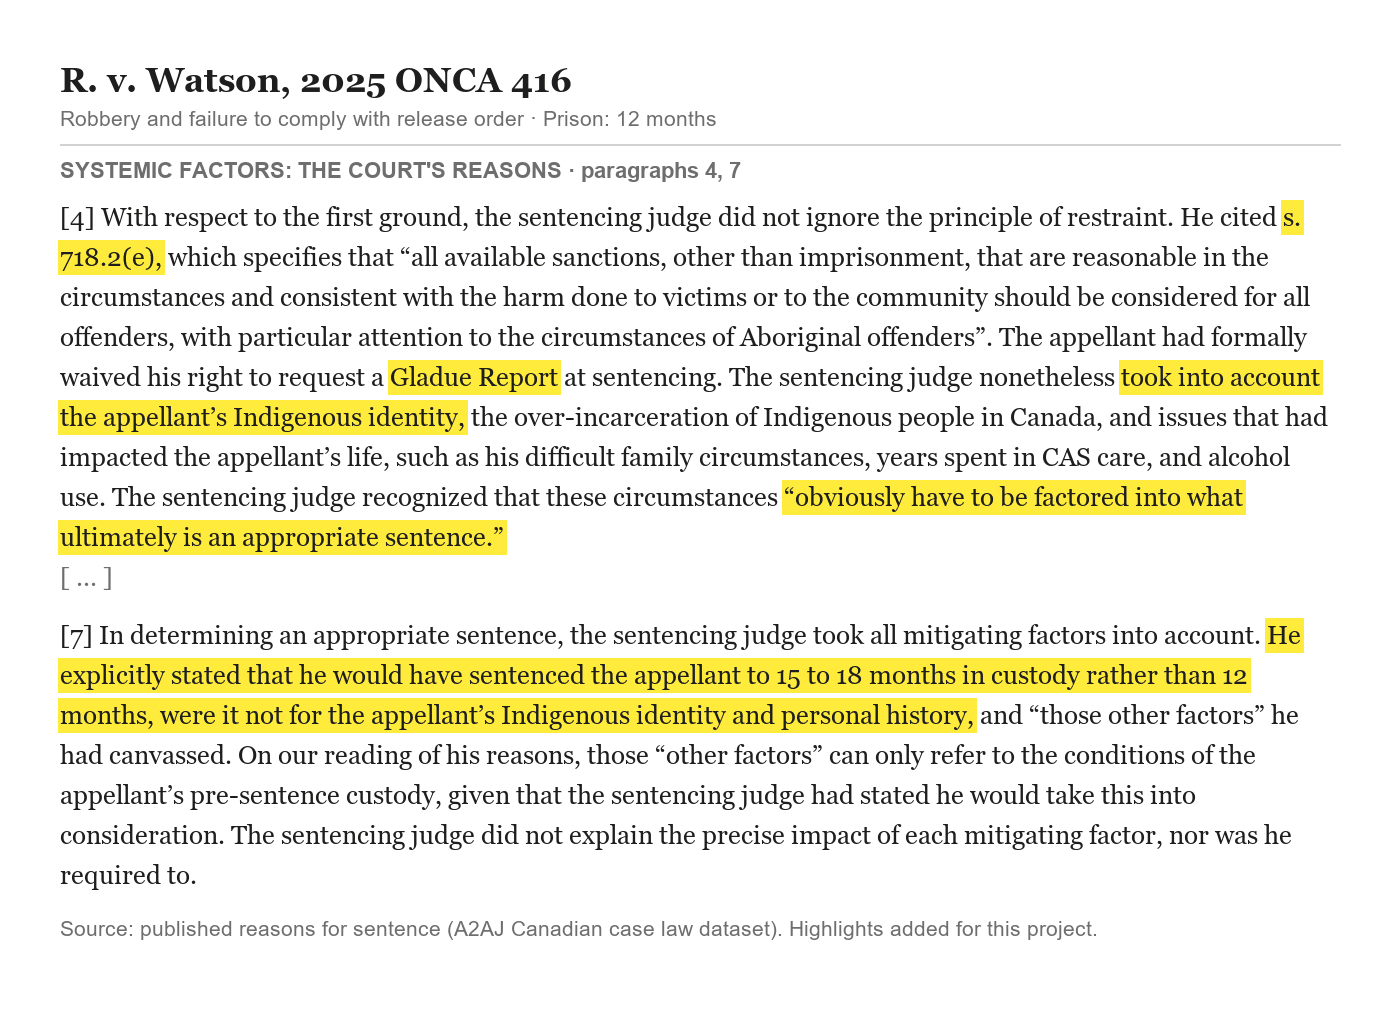 R. v. Watson, 2025 ONCA 416
Robbery and failure to comply with release order · Prison: 12 months
SYSTEMIC FACTORS: THE COURT'S REASONS · paragraphs 4, 7
[4] With respect to the first ground, the sentencing judge did not ignore the principle of restraint. He cited s.
718.2(e), which specifies that “all available sanctions, other than imprisonment, that are reasonable in the
circumstances and consistent with the harm done to victims or to the community should be considered for all
offenders, with particular attention to the circumstances of Aboriginal offenders”. The appellant had formally
waived his right to request a Gladue Report at sentencing. The sentencing judge nonetheless took into account
the appellant’s Indigenous identity, the over-incarceration of Indigenous people in Canada, and issues that had
impacted the appellant’s life, such as his difficult family circumstances, years spent in CAS care, and alcohol
use. The sentencing judge recognized that these circumstances “obviously have to be factored into what
ultimately is an appropriate sentence.”
[ ... ]
[7] In determining an appropriate sentence, the sentencing judge took all mitigating factors into account. He
explicitly stated that he would have sentenced the appellant to 15 to 18 months in custody rather than 12
months, were it not for the appellant’s Indigenous identity and personal history, and “those other factors” he
had canvassed. On our reading of his reasons, those “other factors” can only refer to the conditions of the
appellant’s pre-sentence custody, given that the sentencing judge had stated he would take this into
consideration. The sentencing judge did not explain the precise impact of each mitigating factor, nor was he
required to.
Source: published reasons for sentence (A2AJ Canadian case law dataset). Highlights added for this project.